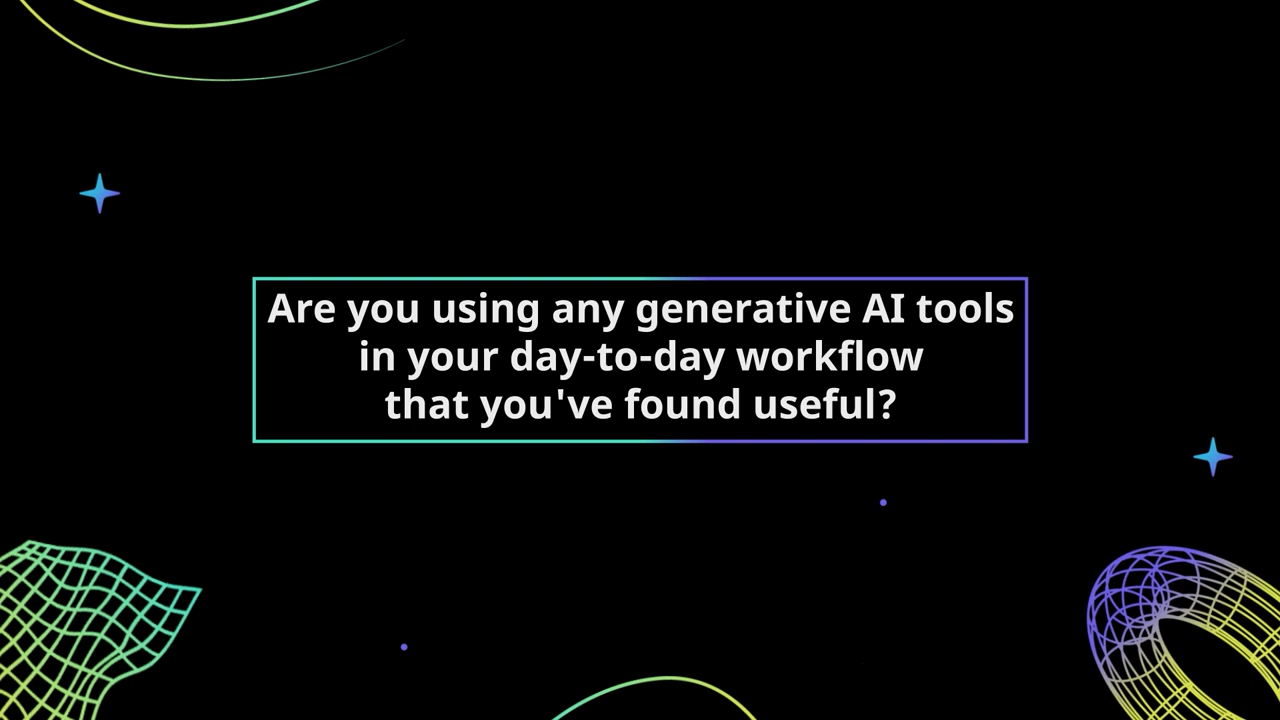 Are you using any generative AI tools
in your day-to-day workflow
that you've found useful?